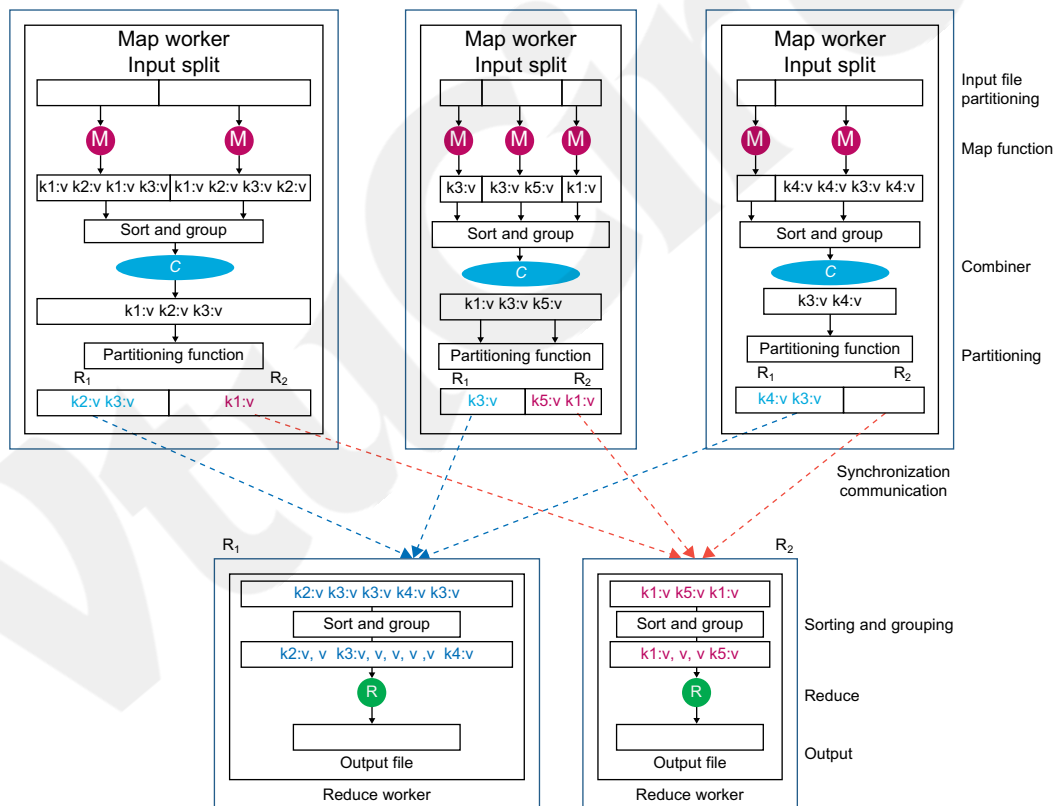 Map worker
Input split
M M
k1:v k2:v k1:v k3:v k1:v k2:v k3:v k2:v
Sort and group
C
k1:v k2:v k3:v
Partitioning function
R1 R2
k2:v k3:v k1:v
Map worker
Input split
M M M
k3:v k3:v k5:v k1:v
Sort and group
C
k1:v k3:v k5:v
Partitioning function
R1 R2
k3:v k5:v k1:v
Map worker
Input split
M M
k4:v k4:v k3:v k4:v
Sort and group
C
k3:v k4:v
Partitioning function
R1 R2
k4:v k3:v
Input file
partitioning
Map function
Combiner
Partitioning
Synchronization
communication
R1
k2:v k3:v k3:v k4:v k3:v
Sort and group
k2:v, v k3:v, v, v, v ,v k4:v
R
Output file
Reduce worker
R2
k1:v k5:v k1:v
Sort and group
k1:v, v, v k5:v
R
Output file
Reduce worker
Sorting and grouping
Reduce
Output